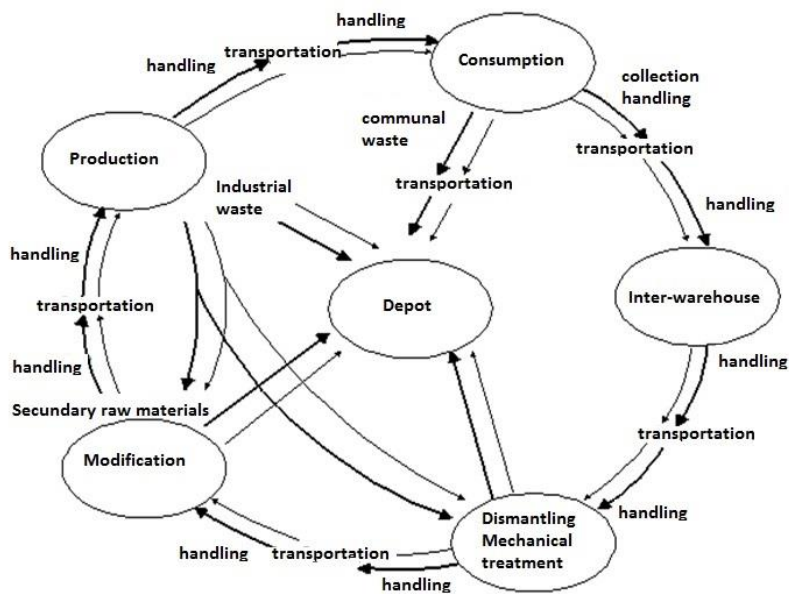 handling
transportation
handling
Consumption
collection
handling
communal
waste
transportation
Production
Industrial
waste
transportation
handling
handling
transportation
handling
Depot
Inter-warehouse
handling
Secundary raw materials
transportation
Modification
handling
Dismantling
Mechanical
treatment
handling
transportation
handling